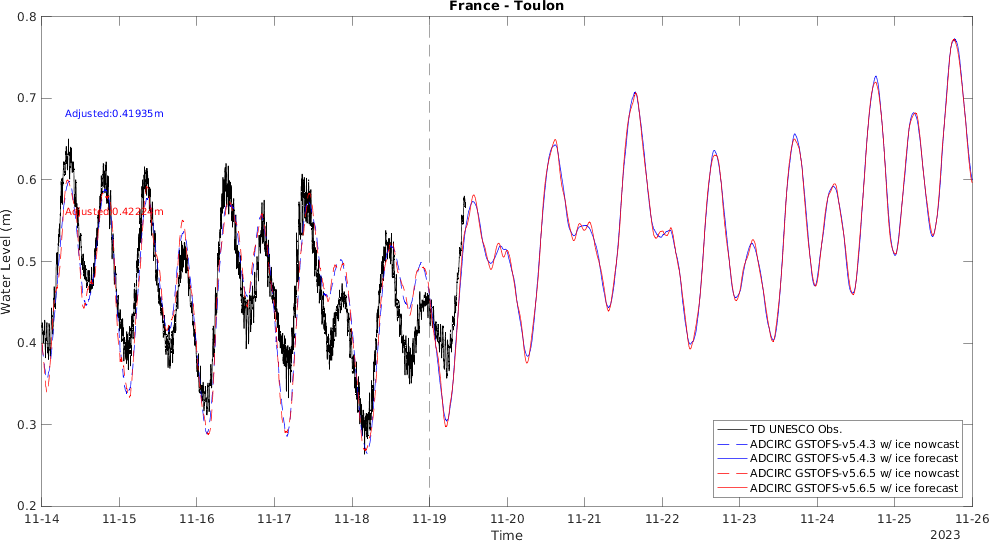 France - Toulon
0.8
0.7
0.6
0.5
0.4
0.3
0.2
Water Level (m)
Adjusted:0.41935m
Adjusted:0.42224m
TD UNESCO Obs.
ADCIRC GSTOFS-v5.4.3 w/ ice nowcast
ADCIRC GSTOFS-v5.4.3 w/ ice forecast
ADCIRC GSTOFS-v5.6.5 w/ ice nowcast
ADCIRC GSTOFS-v5.6.5 w/ ice forecast
11-14 11-15 11-16 11-17 11-18 11-19 11-20 11-21 11-22 11-23 11-24 11-25 11-26
Time
2023